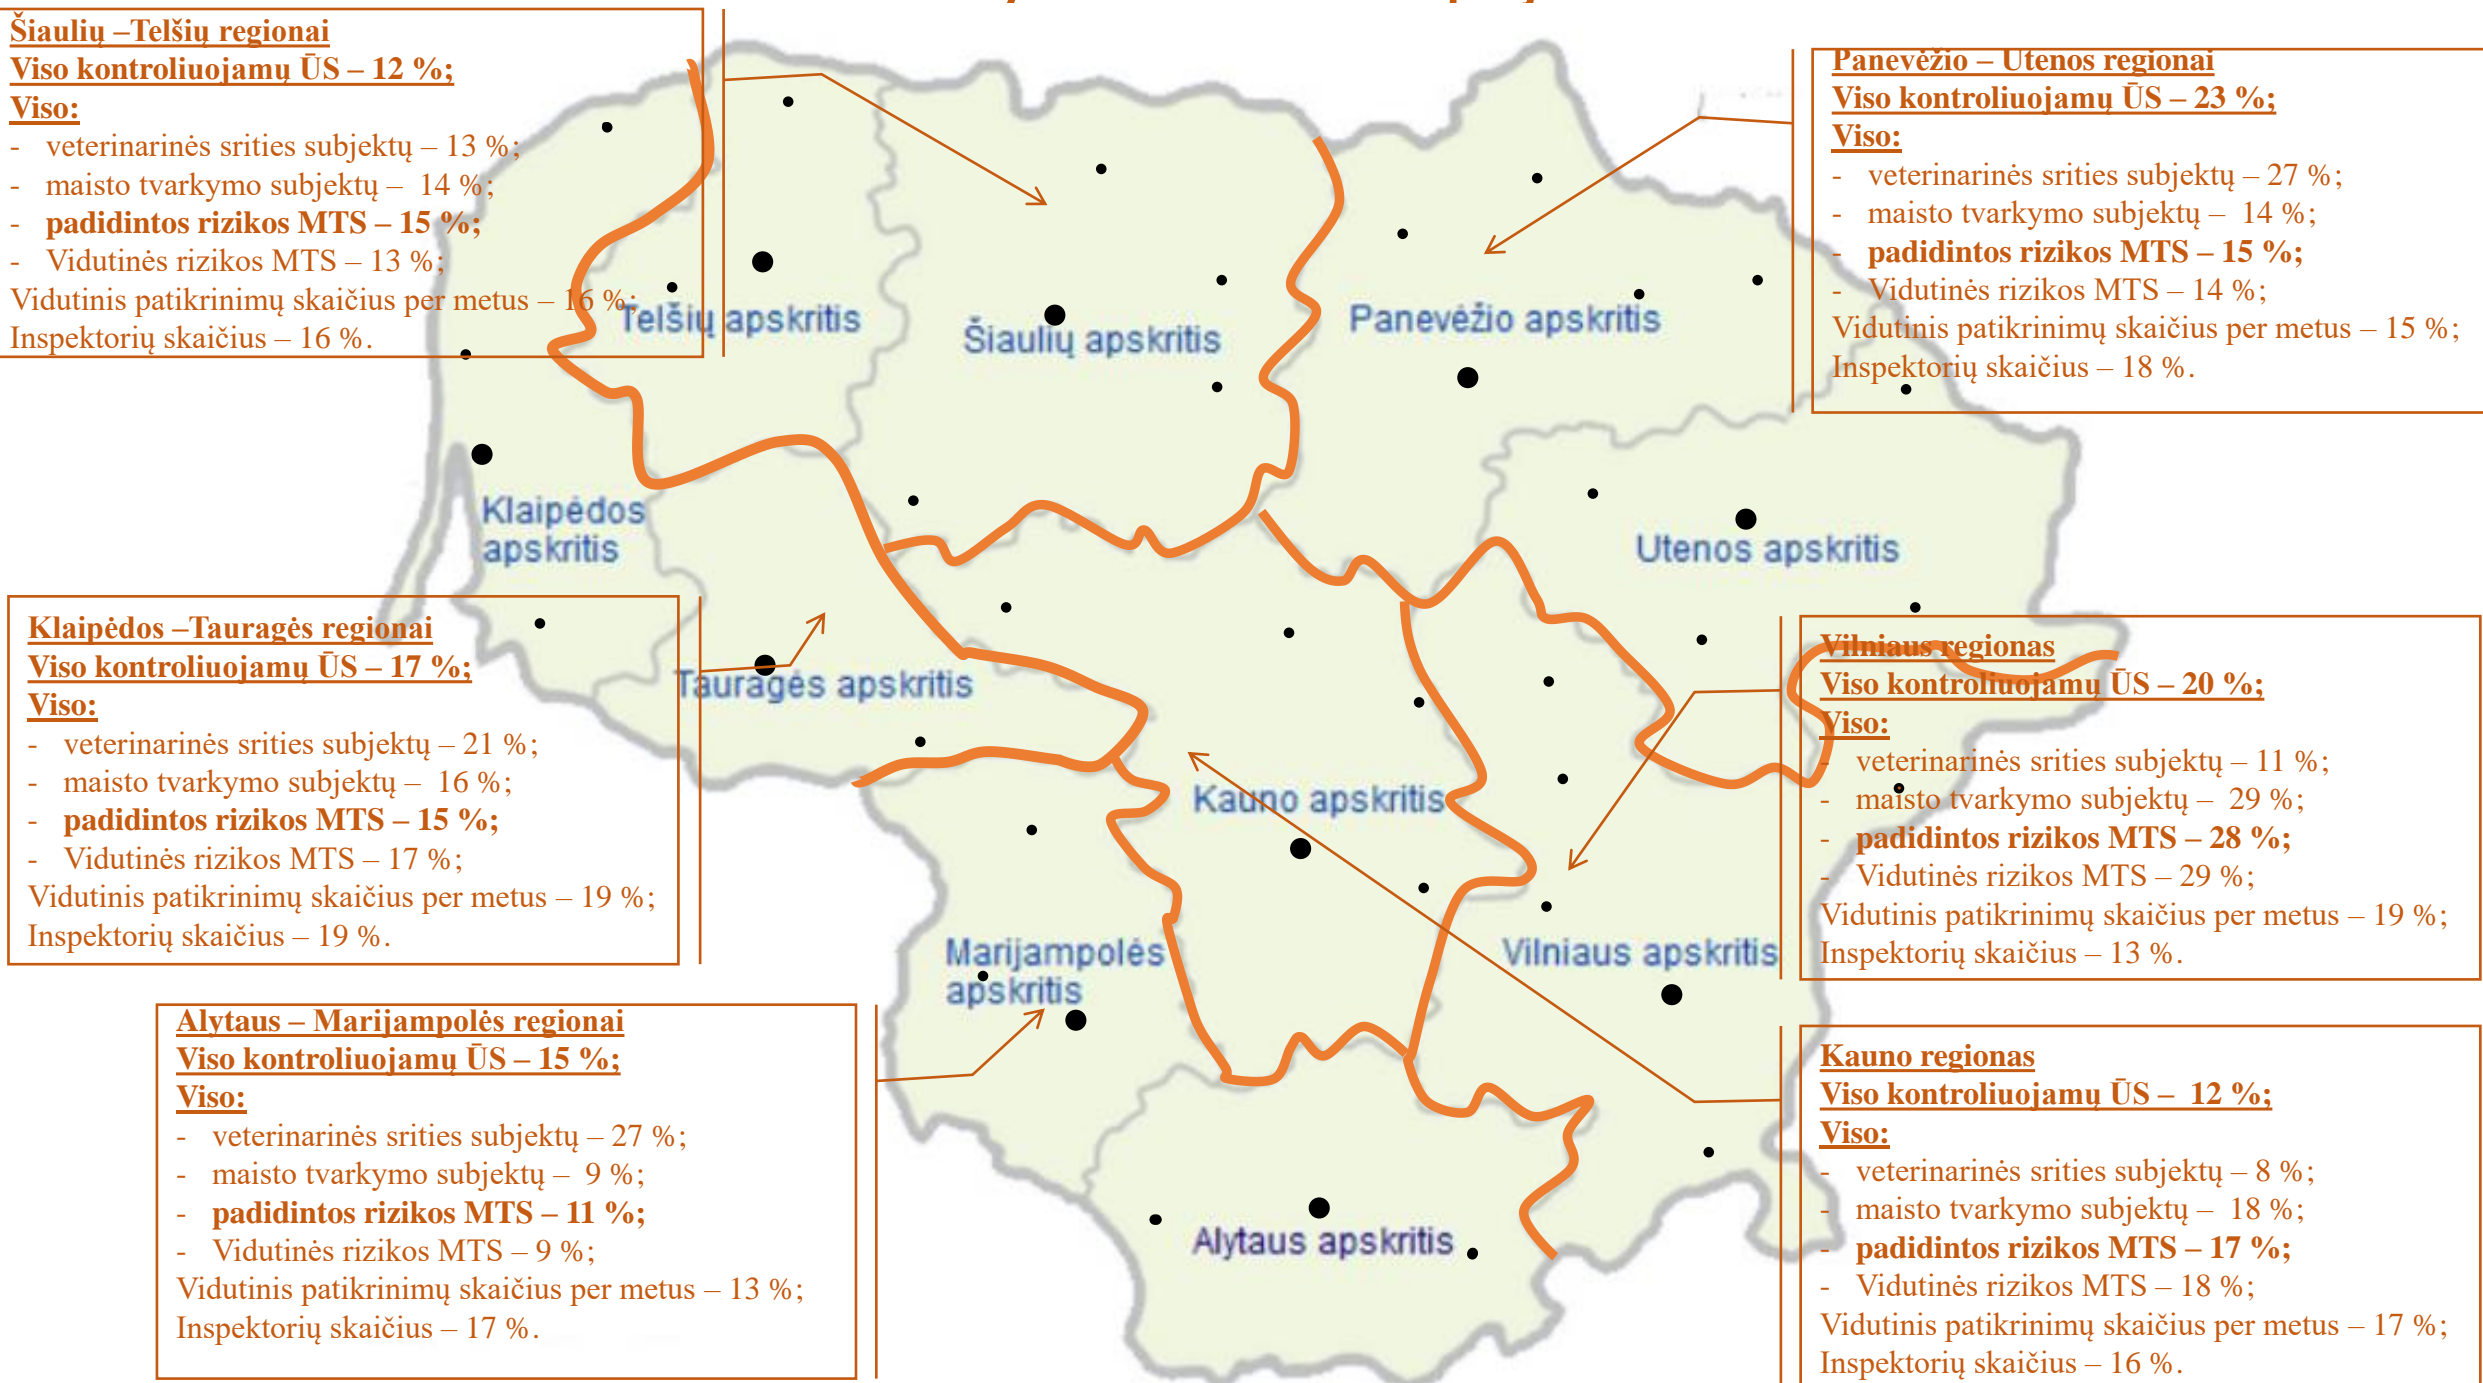 Šiaulių –Telšių regionai
Viso kontroliuojamų ŪS – 12 %;
Viso:
- veterinarinės srities subjektų – 13 %;
- maisto tvarkymo subjektų – 14 %;
- padidintos rizikos MTS – 15 %;
- Vidutinės rizikos MTS – 13 %;
Vidutinis patikrinimų skaičius per metus – 16 %;
Inspektorių skaičius – 16 %.
Panevėžio – Utenos regionai
Viso kontroliuojamų ŪS – 23 %;
Viso:
- veterinarinės srities subjektų – 27 %;
- maisto tvarkymo subjektų – 14 %;
- padidintos rizikos MTS – 15 %;
- Vidutinės rizikos MTS – 14 %;
Vidutinis patikrinimų skaičius per metus – 15 %;
Inspektorių skaičius – 18 %.
Telšių apskritis
Šiaulių apskritis
Panevėžio apskritis
Klaipėdos
apskritis
Utenos apskritis
Tauragės apskritis
Kauno apskritis
Marijampolės
apskritis
Vilniaus apskritis
Alytaus apskritis
Klaipėdos –Tauragės regionai
Viso kontroliuojamų ŪS – 17 %;
Viso:
- veterinarinės srities subjektų – 21 %;
- maisto tvarkymo subjektų – 16 %;
- padidintos rizikos MTS – 15 %;
- Vidutinės rizikos MTS – 17 %;
Vidutinis patikrinimų skaičius per metus – 19 %;
Inspektorių skaičius – 19 %.
Vilniaus regionas
Viso kontroliuojamų ŪS – 20 %;
Viso:
- veterinarinės srities subjektų – 11 %;
- maisto tvarkymo subjektų – 29 %;
- padidintos rizikos MTS – 28 %;
- Vidutinės rizikos MTS – 29 %;
Vidutinis patikrinimų skaičius per metus – 19 %;
Inspektorių skaičius – 13 %.
Alytaus – Marijampolės regionai
Viso kontroliuojamų ŪS – 15 %;
Viso:
- veterinarinės srities subjektų – 27 %;
- maisto tvarkymo subjektų – 9 %;
- padidintos rizikos MTS – 11 %;
- Vidutinės rizikos MTS – 9 %;
Vidutinis patikrinimų skaičius per metus – 13 %;
Inspektorių skaičius – 17 %.
Kauno regionas
Viso kontroliuojamų ŪS – 12 %;
Viso:
- veterinarinės srities subjektų – 8 %;
- maisto tvarkymo subjektų – 18 %;
- padidintos rizikos MTS – 17 %;
- Vidutinės rizikos MTS – 18 %;
Vidutinis patikrinimų skaičius per metus – 17 %;
Inspektorių skaičius – 16 %.